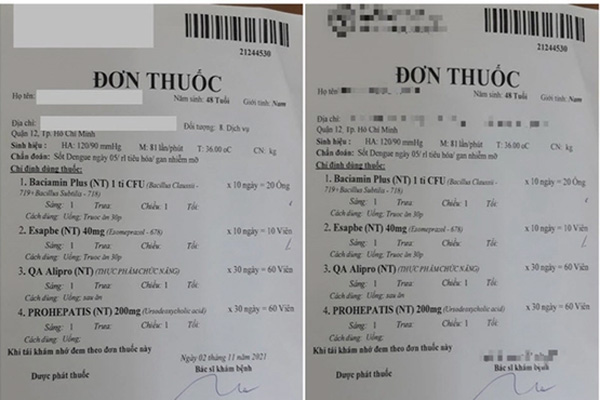 21244530
ĐƠN THUỐC
Họ tên:
Năm sinh: 48 Tuổi Giới tính: Nam
Địa chỉ: Đối tượng: 8. Dịch vụ
Quận 12, Tp. Hồ Chí Minh
Sinh hiệu : HA: 120/90 mmHg M: 81 lần/phút T: 36.00 oC CN: kg
Chẩn đoán: Sốt Dengue ngày 05/ rl tiêu hóa/ gan nhiễm mỡ
Chỉ định dùng thuốc:
1. Baciamin Plus (NT) 1 ti CFU (Bacillus Clausii - x 10 ngày = 20 Ống
719+ Bacillus Subtilia - 718)
Sáng: 1 Trưa: Chiều: 1 Tối:
Cách dùng: Uống; Truoc ăn 30p
2. Esapbe (NT) 40mg (Esomeprazol - 678) x 10 ngày = 10 Viên
Sáng: 1 Trưa: Chiều: Tối:
Cách dùng: Uống; Truoc ăn 30p
3. QA Alipro (NT) (THỰC PHẨM CHỨC NĂNG) x 30 ngày = 60 Viên
Sáng: 1 Trưa: Chiều: 1 Tối:
Cách dùng: Uống; sau ăn
4. PROHEPATIS (NT) 200mg (Ursodeoxycholic acid) x 30 ngày = 60 Viên
Sáng: 1 Trưa: Chiều: 1 Tối:
Cách dùng: Uống;
Khi tái khám nhớ đem theo đơn thuốc này
Ngày 02 tháng 11 năm 2021
Dược phát thuốc Bác sĩ khám bệnh
21244530
ĐƠN THUỐC
Họ tên:
Năm sinh: 48 Tuổi Giới tính: Nam
Địa chỉ:
Quận 12, Tp. Hồ Chí Minh
Sinh hiệu : HA: 120/90 mmHg M: 81 lần/phút T: 36.00 oC CN: kg
Chẩn đoán: Sốt Dengue ngày 05/ rl tiêu hóa/ gan nhiễm mỡ
Chỉ định dùng thuốc:
1. Baciamin Plus (NT) 1 ti CFU (Bacillus Clausii - x 10 ngày = 20 Ống
719+ Bacillus Subtilia - 718)
Sáng: 1 Trưa: Chiều: 1 Tối:
Cách dùng: Uống; Truoc ăn 30p
2. Esapbe (NT) 40mg (Esomeprazol - 678) x 10 ngày = 10 Viên
Sáng: 1 Trưa: Chiều: Tối:
Cách dùng: Uống; Truoc ăn 30p
3. QA Alipro (NT) (THỰC PHẨM CHỨC NĂNG) x 30 ngày = 60 Viên
Sáng: 1 Trưa: Chiều: 1 Tối:
Cách dùng: Uống; sau ăn
4. PROHEPATIS (NT) 200mg (Ursodeoxycholic acid) x 30 ngày = 60 Viên
Sáng: 1 Trưa: Chiều: 1 Tối:
Cách dùng: Uống;
Khi tái khám nhớ đem theo đơn thuốc này
Dược phát thuốc Bác sĩ khám bệnh